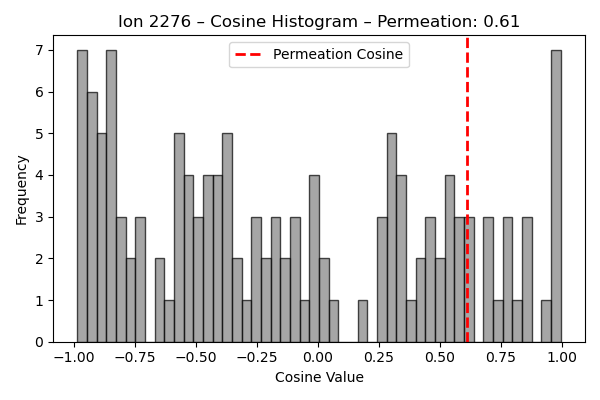 Ion 2276 – Cosine Histogram – Permeation: 0.61
Permeation Cosine
Frequency
7
6
5
4
3
2
1
0
−1.00 −0.75 −0.50 −0.25 0.00 0.25 0.50 0.75 1.00
Cosine Value